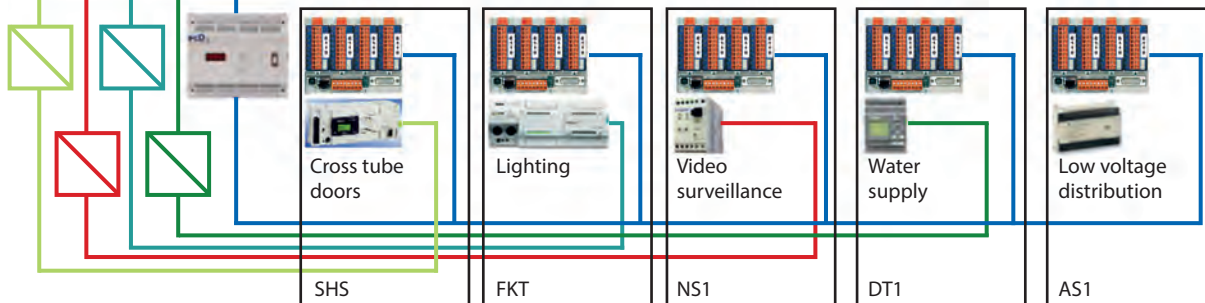 Cross tube
doors
Lighting
Video
surveillance
Water
supply
Low voltage
distribution
SHS
FKT
NS1
DT1
AS1